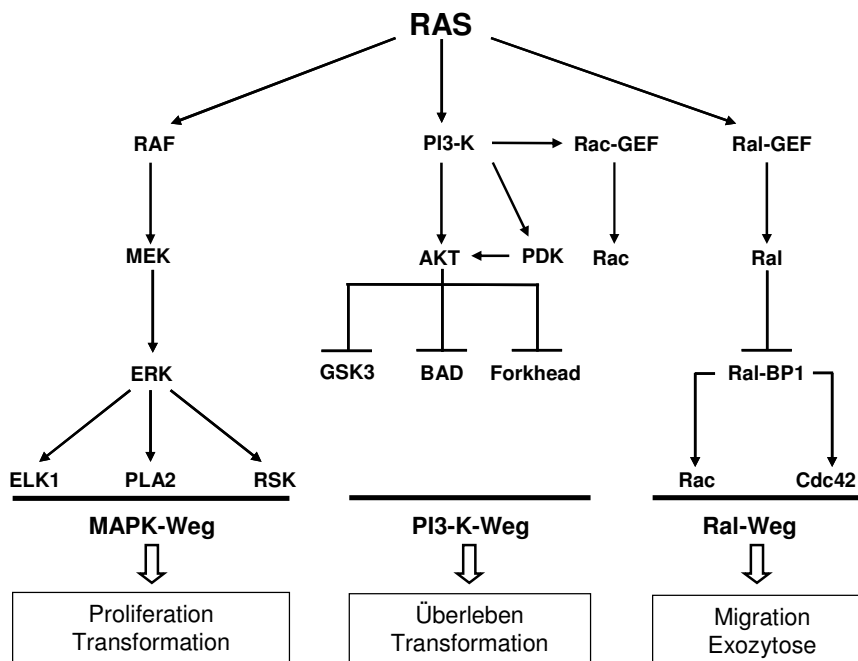 RAS
RAF
PI3-K
Rac-GEF
Ral-GEF
MEK
AKT
PDK
Rac
Ral
ERK
GSK3
BAD
Forkhead
Ral-BP1
ELK1
PLA2
RSK
Rac
Cdc42
MAPK-Weg
PI3-K-Weg
Ral-Weg
Proliferation
Transformation
Überleben
Transformation
Migration
Exozytose